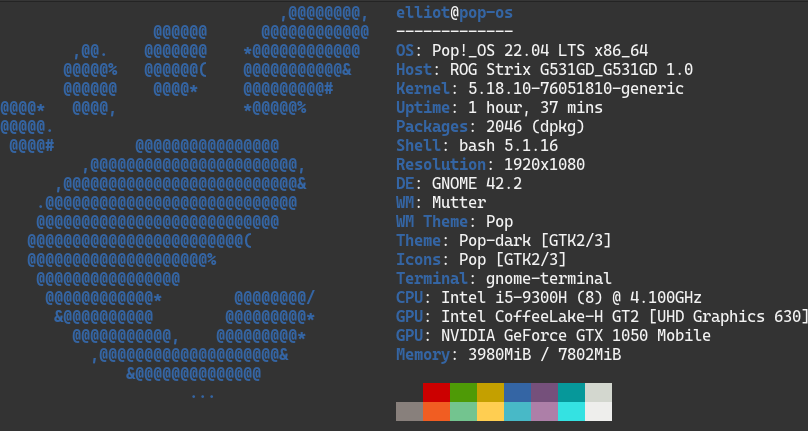 elliot@pop-os
-------------
OS: Pop!_OS 22.04 LTS x86_64
Host: ROG Strix G531GD_G531GD 1.0
Kernel: 5.18.10-76051810-generic
Uptime: 1 hour, 37 mins
Packages: 2046 (dpkg)
Shell: bash 5.1.16
Resolution: 1920x1080
DE: GNOME 42.2
WM: Mutter
WM Theme: Pop
Theme: Pop-dark [GTK2/3]
Icons: Pop [GTK2/3]
Terminal: gnome-terminal
CPU: Intel i5-9300H (8) @ 4.100GHz
GPU: Intel CoffeeLake-H GT2 [UHD Graphics 630]
GPU: NVIDIA GeForce GTX 1050 Mobile
Memory: 3980MiB / 7802MiB